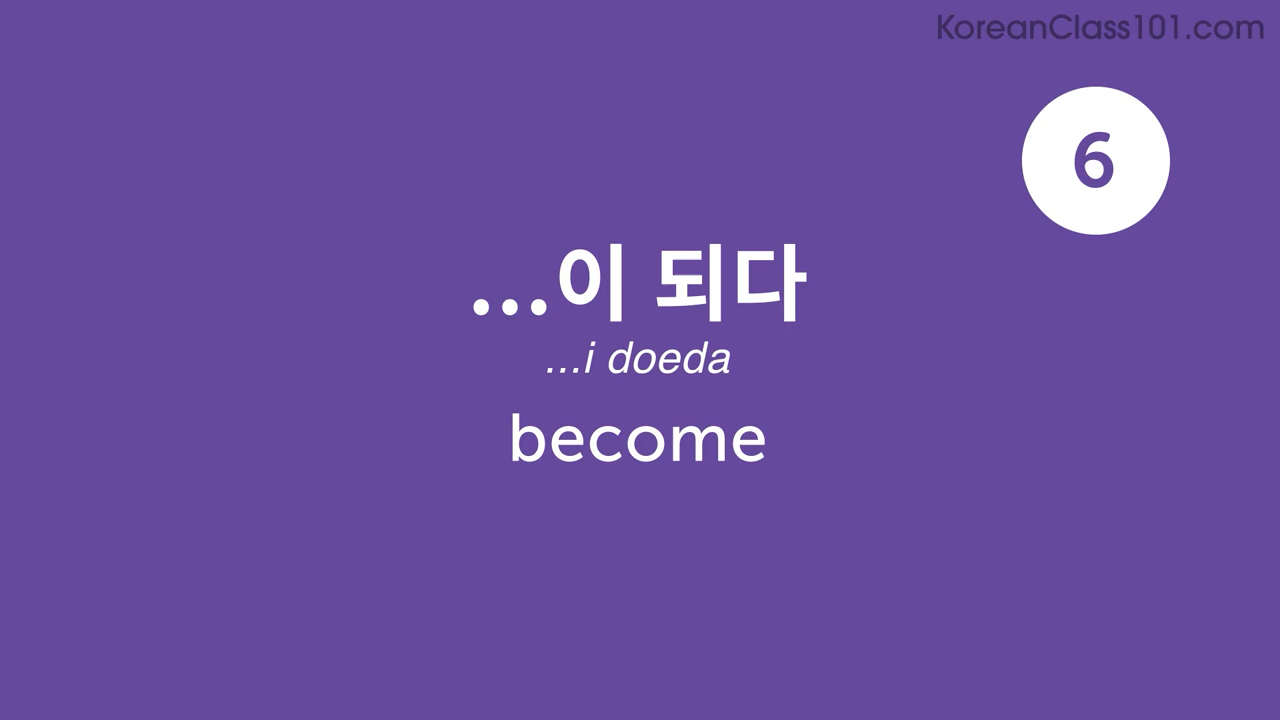 KoreanClass101.com
6
...이 되다
...i doeda
become